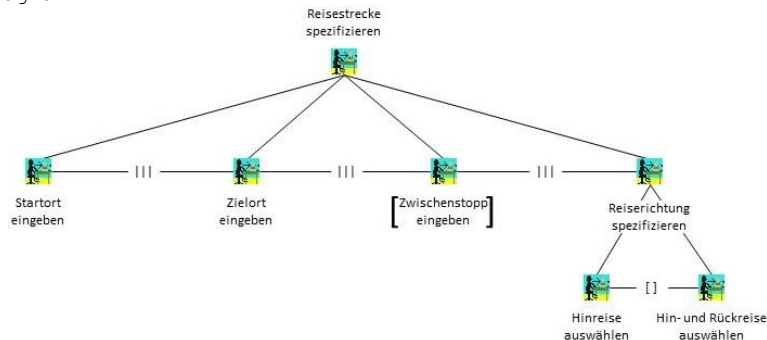 Reisestrecke
spezifizieren
|||
|||
|||
Startort
eingeben
Zielort
eingeben
[Zwischenstopp
eingeben]
Reiserichtung
spezifizieren
[]
Hinreise
auswählen
Hin- und Rückreise
auswählen